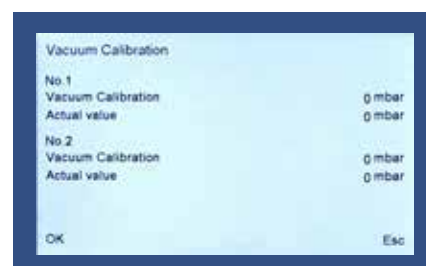 Vacuum Calibration
No.1
Vacuum Calibration 0 mbar
Actual value 0 mbar
No.2
Vacuum Calibration 0 mbar
Actual value 0 mbar
OK Esc